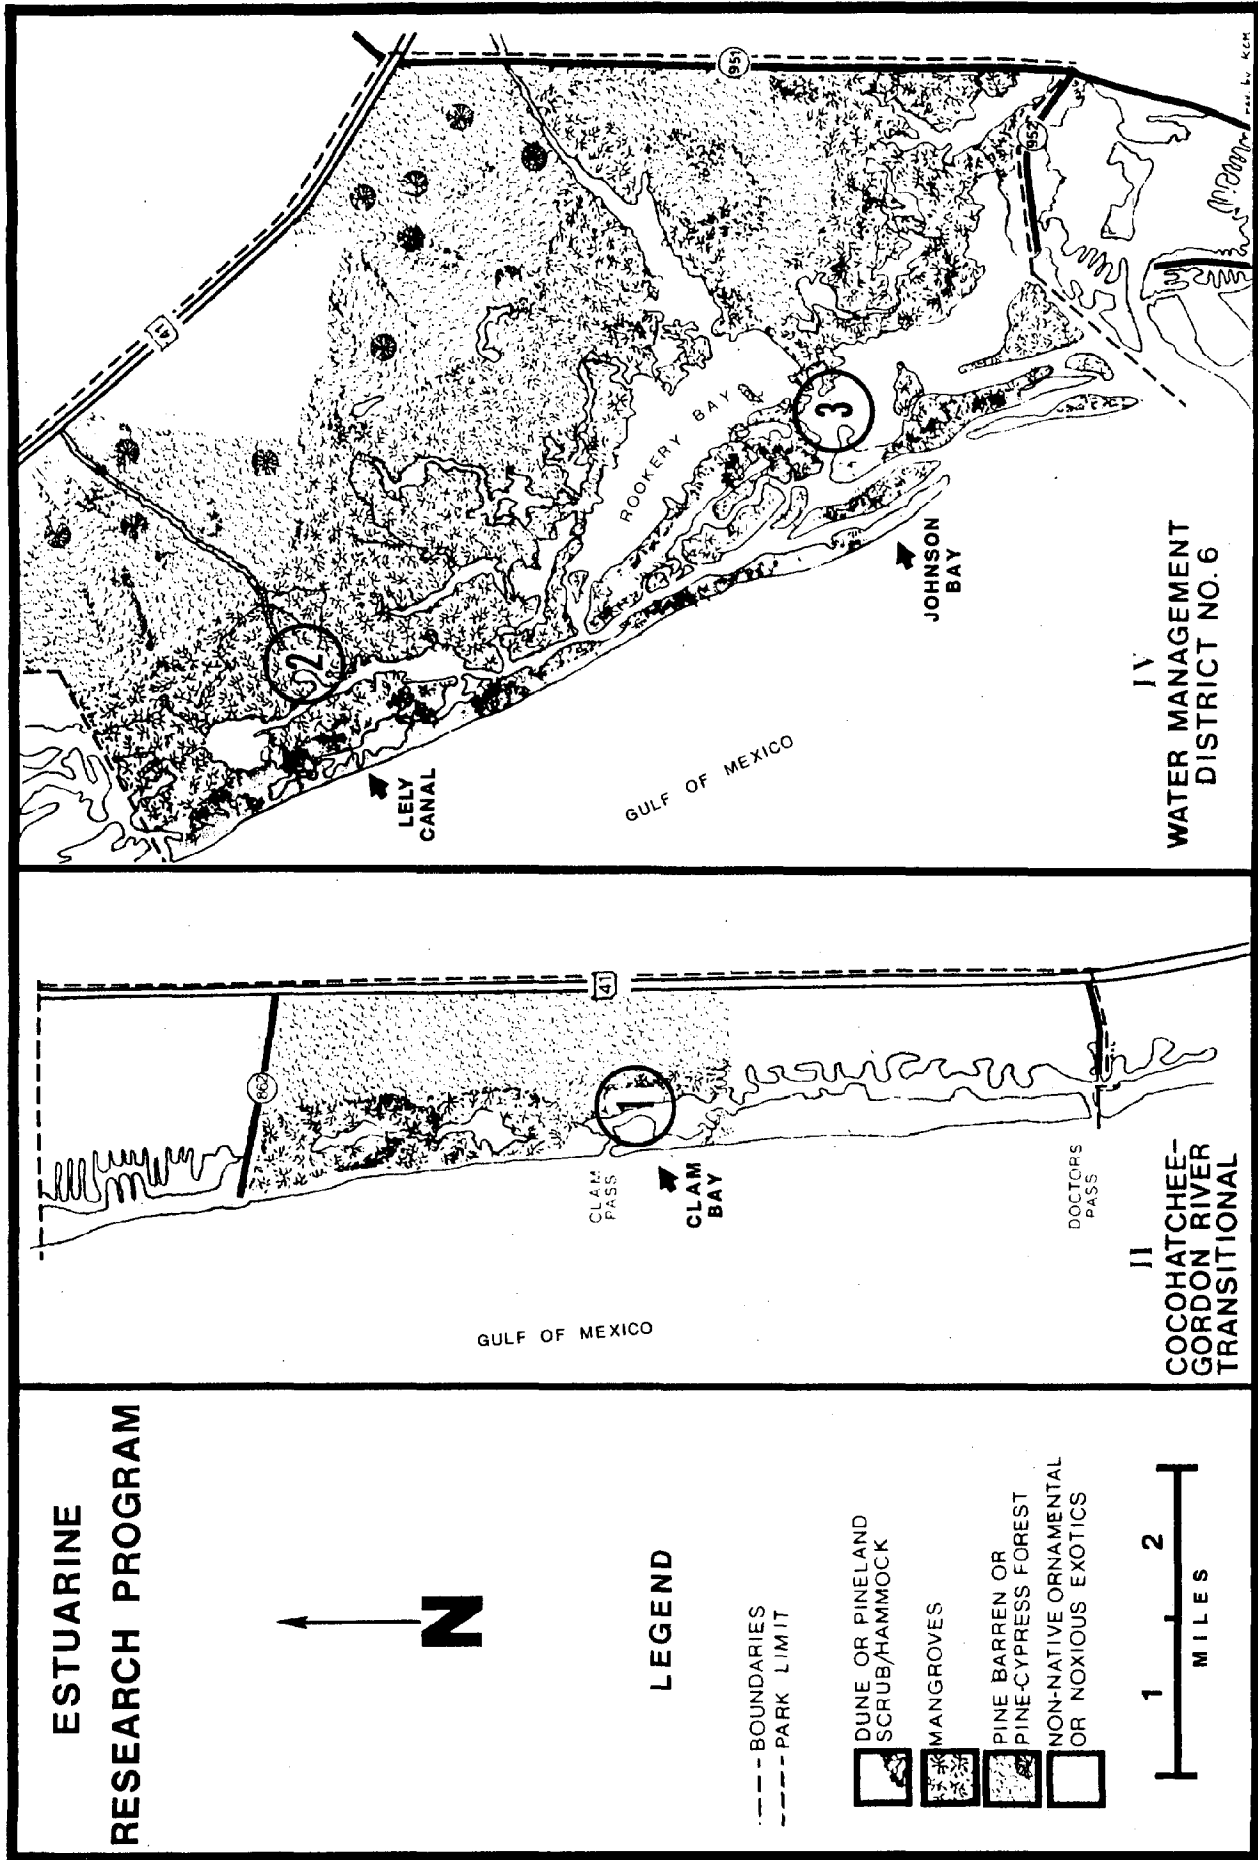 ESTUARINE
RESEARCH PROGRAM
N
LEGEND
BOUNDARIES
PARK LIMIT
DUNE OR PINELAND
SCRUB/HAMMOCK
MANGROVES
PINE BARREN OR
PINE-CYPRESS FOREST
NON-NATIVE ORNAMENTAL
OR NOXIOUS EXOTICS
1 2
MILES
862
41
1
CLAM
PASS
CLAM
BAY
DOCTORS
PASS
GULF OF MEXICO
II
COCOHATCHEE-
GORDON RIVER
TRANSITIONAL
951
952
2
3
ROOKERY BAY
LELY
CANAL
JOHNSON
BAY
GULF OF MEXICO
IV
WATER MANAGEMENT
DISTRICT NO. 6